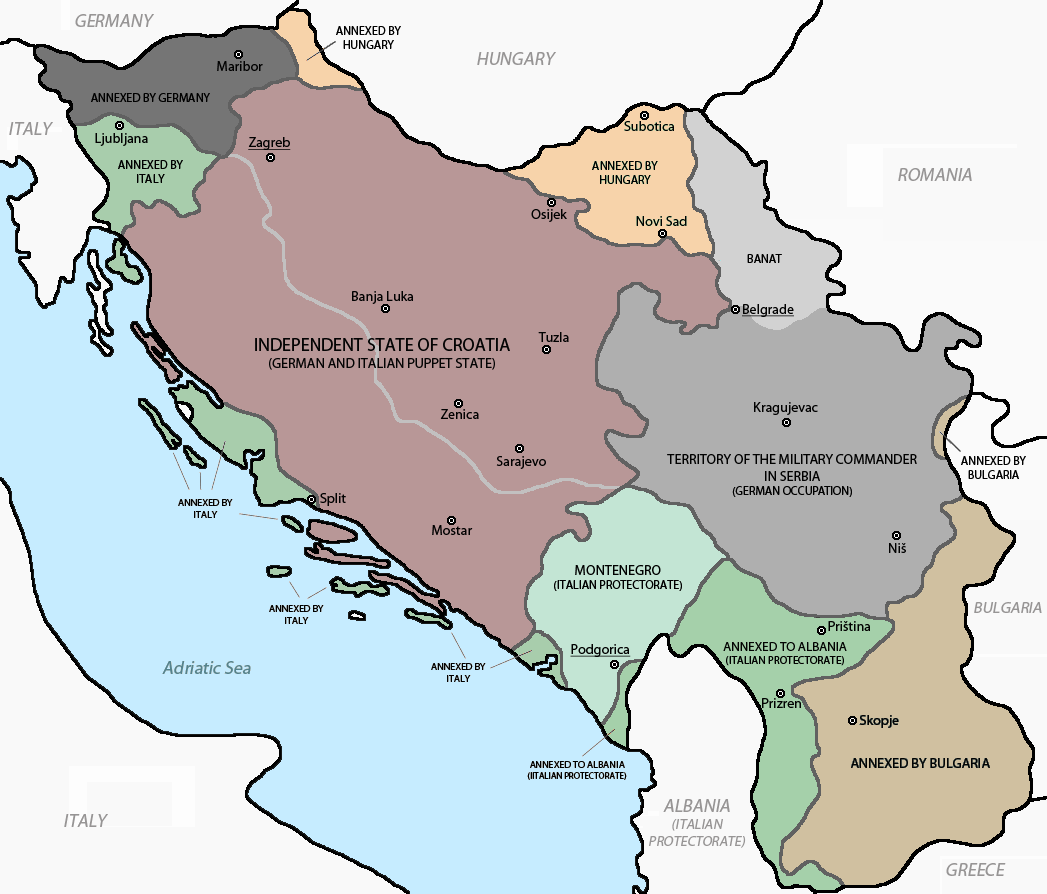 GERMANY
ANNEXED BY
HUNGARY
HUNGARY
Maribor
ANNEXED BY GERMANY
ITALY
Ljubljana
ANNEXED BY
ITALY
Zagreb
Subotica
ANNEXED BY
HUNGARY
ROMANIA
Osijek
Novi Sad
BANAT
Banja Luka
Belgrade
INDEPENDENT STATE OF CROATIA
(GERMAN AND ITALIAN PUPPET STATE)
Tuzla
Zenica
Kragujevac
Sarajevo
TERRITORY OF THE MILITARY COMMANDER
IN SERBIA
(GERMAN OCCUPATION)
ANNEXED BY
BULGARIA
ANNEXED BY
ITALY
Split
Mostar
Niš
MONTENEGRO
(ITALIAN PROTECTORATE)
ANNEXED BY
ITALY
BULGARIA
Priština
ANNEXED TO ALBANIA
(ITALIAN PROTECTORATE)
Podgorica
ANNEXED BY
ITALY
Adriatic Sea
Prizren
Skopje
ANNEXED TO ALBANIA
(IITALIAN PROTECTORATE)
ANNEXED BY BULGARIA
ITALY
ALBANIA
(ITALIAN
PROTECTORATE)
GREECE